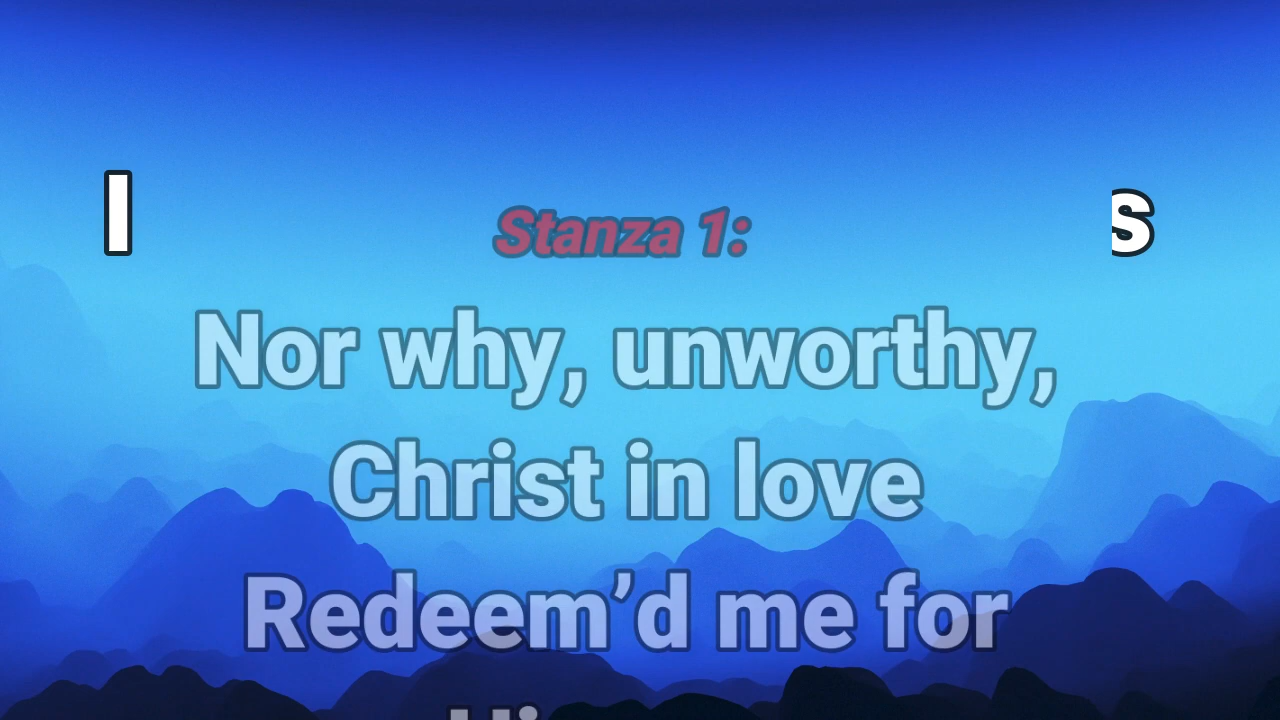 Stanza 1:
Nor why, unworthy,
Christ in love
Redeem’d me for